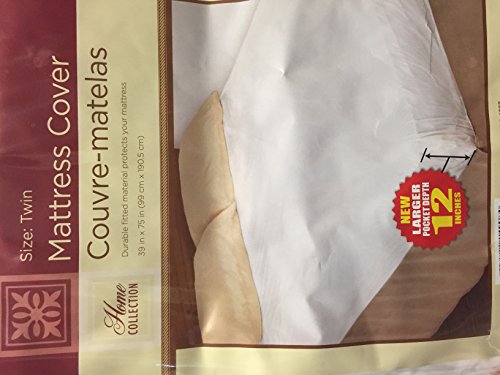 Size: Twin
Mattress Cover
Couvre-matelas
Durable fitted material protects your mattress
39 in x 75 in (99 cm x 190.5 cm)
Home
COLLECTION
NEW
LARGER
POCKET DEPTH
12
INCHES